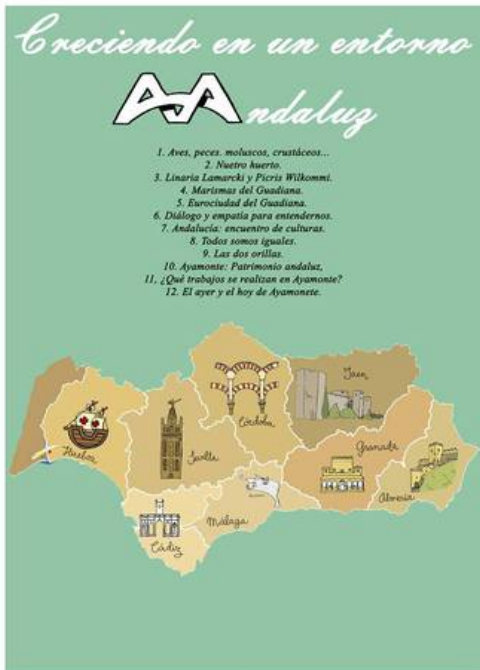 Creciendo en un entorno
Andaluz
1. Aves, peces. moluscos, crustáceos...
2. Nuetro huerto.
3. Linaria Lamarcki y Picris Wilkommi.
4. Marismas del Guadiana.
5. Eurociudad del Guadiana.
6. Diálogo y empatía para entendernos.
7. Andalucía: encuentro de culturas.
8. Todos somos iguales.
9. Las dos orillas.
10. Ayamonte: Patrimonio andaluz,
11, ¿Qué trabajos se realizan en Ayamonte?
12. El ayer y el hoy de Ayamonete.
Jaén
Córdoba
Huelva
Sevilla
Granada
Almería
Málaga
Cádiz